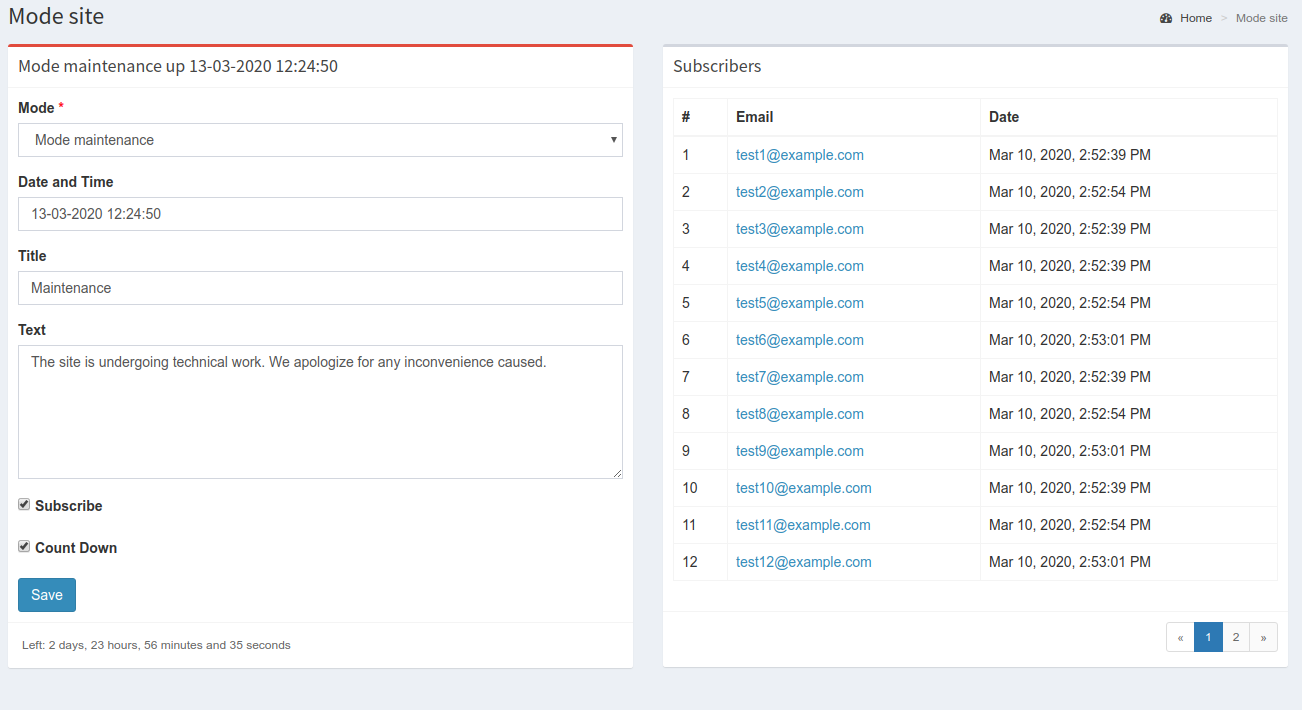 Mode site
Home > Mode site
Mode maintenance up 13-03-2020 12:24:50
Mode *
Mode maintenance
Date and Time
13-03-2020 12:24:50
Title
Maintenance
Text
The site is undergoing technical work. We apologize for any inconvenience caused.
Subscribe
Count Down
Save
Left: 2 days, 23 hours, 56 minutes and 35 seconds
Subscribers
# Email Date
1 test1@example.com Mar 10, 2020, 2:52:39 PM
2 test2@example.com Mar 10, 2020, 2:52:54 PM
3 test3@example.com Mar 10, 2020, 2:52:39 PM
4 test4@example.com Mar 10, 2020, 2:52:39 PM
5 test5@example.com Mar 10, 2020, 2:52:54 PM
6 test6@example.com Mar 10, 2020, 2:53:01 PM
7 test7@example.com Mar 10, 2020, 2:52:39 PM
8 test8@example.com Mar 10, 2020, 2:52:54 PM
9 test9@example.com Mar 10, 2020, 2:53:01 PM
10 test10@example.com Mar 10, 2020, 2:52:39 PM
11 test11@example.com Mar 10, 2020, 2:52:54 PM
12 test12@example.com Mar 10, 2020, 2:53:01 PM
« 1 2 »